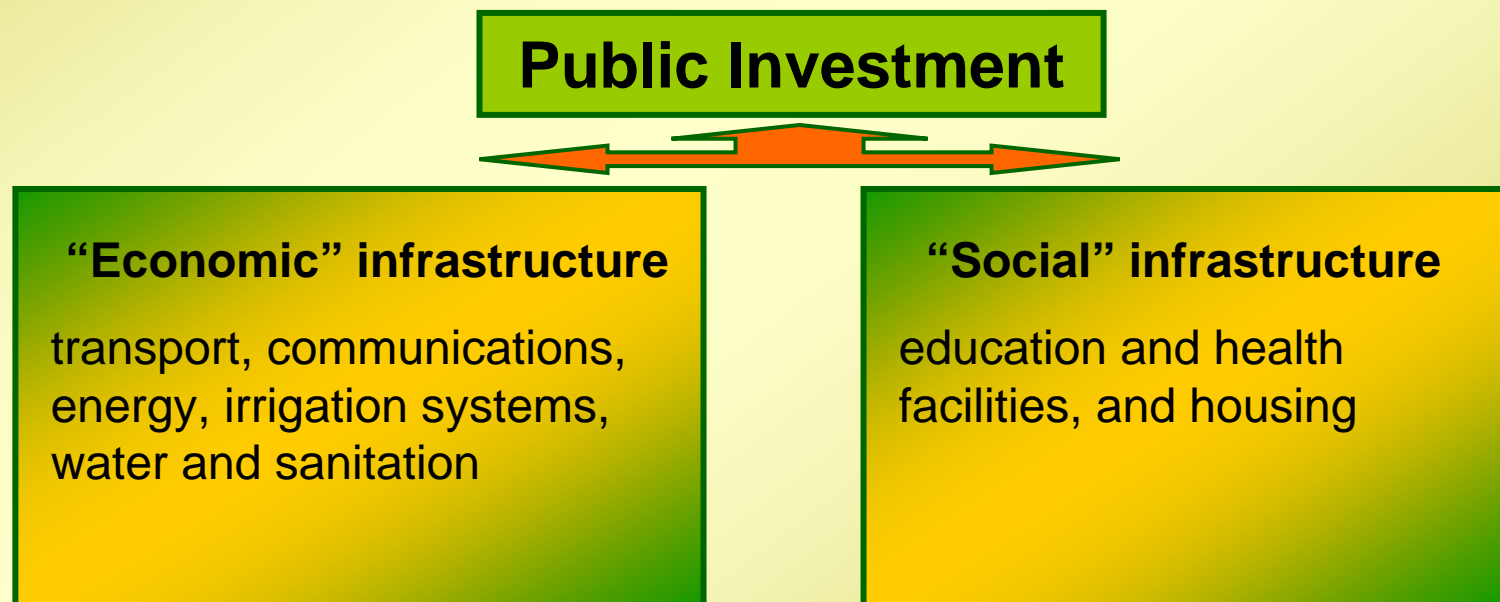 Public Investment
“Economic” infrastructure
transport, communications,
energy, irrigation systems,
water and sanitation
“Social” infrastructure
education and health
facilities, and housing